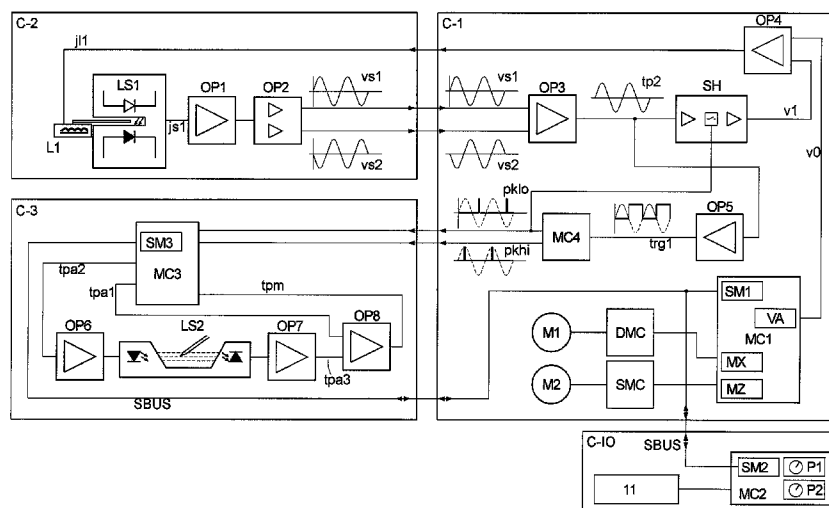 C-2
jl1
LS1
L1
js1
OP1
OP2
vs1
vs2
C-1
vs1
vs2
OP3
tp2
SH
OP4
v1
v0
pklo
pkhi
MC4
trg1
OP5
C-3
SM3
MC3
tpa2
tpa1
tpm
OP6
LS2
OP7
OP8
tpa3
SBUS
M1
DMC
M2
SMC
SM1
VA
MC1
MX
MZ
C-IO
SBUS
11
SM2
MC2
P1
P2